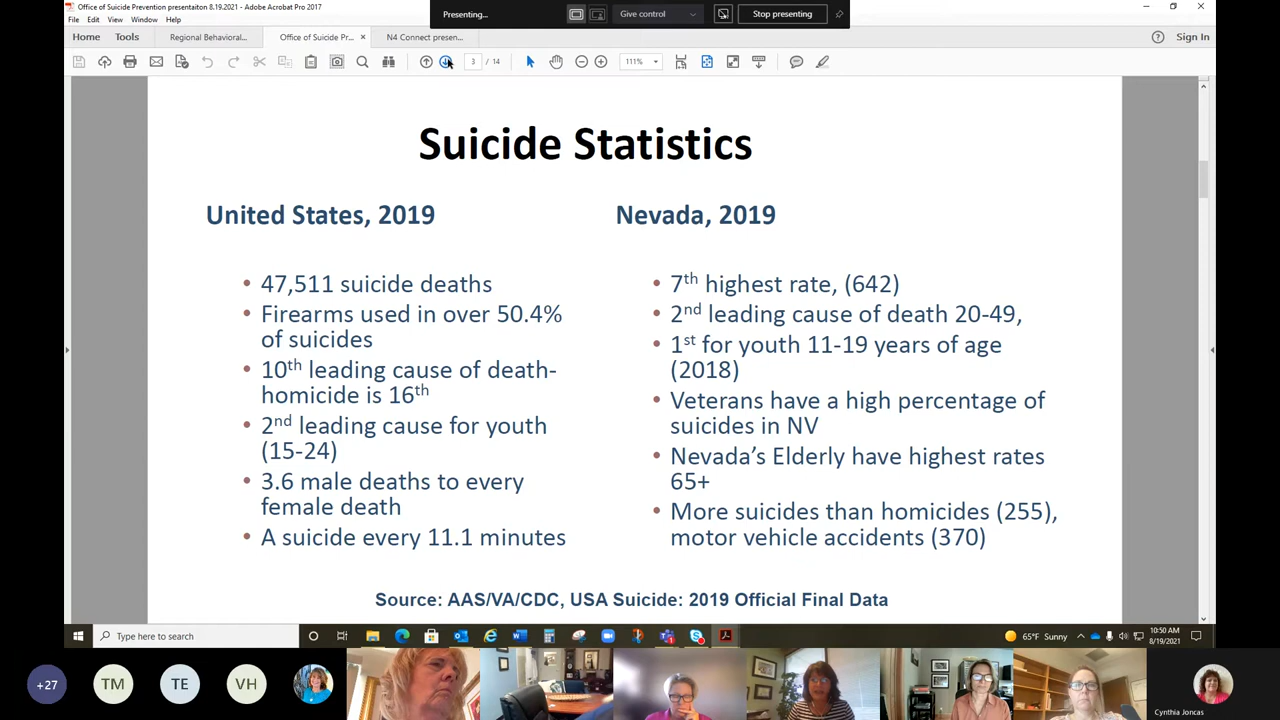 Office of Suicide Prevention presentaiton 8.19.2021 - Adobe Acrobat Pro 2017
Presenting...
Give control
Stop presenting
File Edit View Window Help
Home Tools
Regional Behavioral...
Office of Suicide Pr... ×
N4 Connect presen...
Sign In
3 / 14
111%
Suicide Statistics
United States, 2019
• 47,511 suicide deaths
• Firearms used in over 50.4%
of suicides
• 10th leading cause of death-
homicide is 16th
• 2nd leading cause for youth
(15-24)
• 3.6 male deaths to every
female death
• A suicide every 11.1 minutes
Nevada, 2019
• 7th highest rate, (642)
• 2nd leading cause of death 20-49,
• 1st for youth 11-19 years of age
(2018)
• Veterans have a high percentage of
suicides in NV
• Nevada's Elderly have highest rates
65+
• More suicides than homicides (255),
motor vehicle accidents (370)
Source: AAS/VA/CDC, USA Suicide: 2019 Official Final Data
Type here to search
65°F Sunny
10:50 AM
8/19/2021
+27
TM
TE
VH
Cynthia Joncas